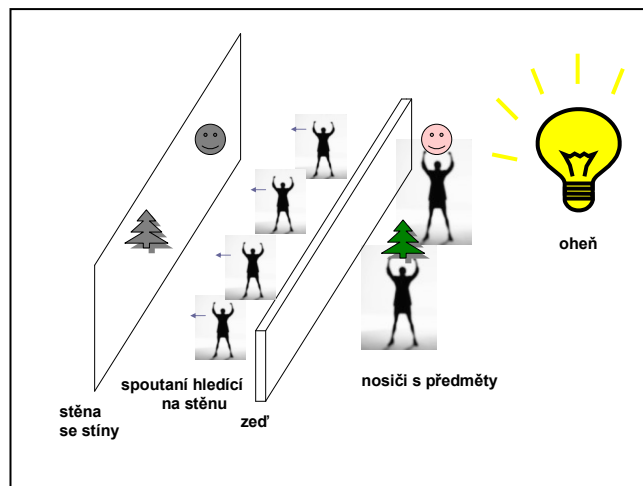 oheň
spoutaní hledící
na stěnu
nosiči s předměty
stěna
se stíny
zeď